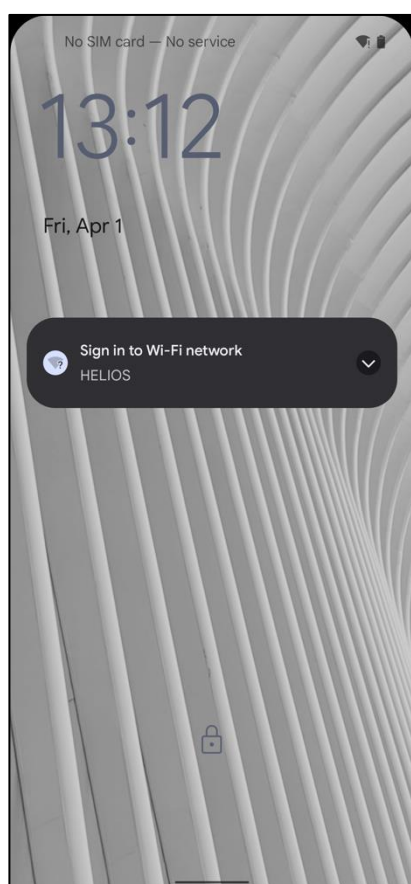 No SIM card — No service
13:12
Fri, Apr 1
Sign in to Wi-Fi network
HELIOS